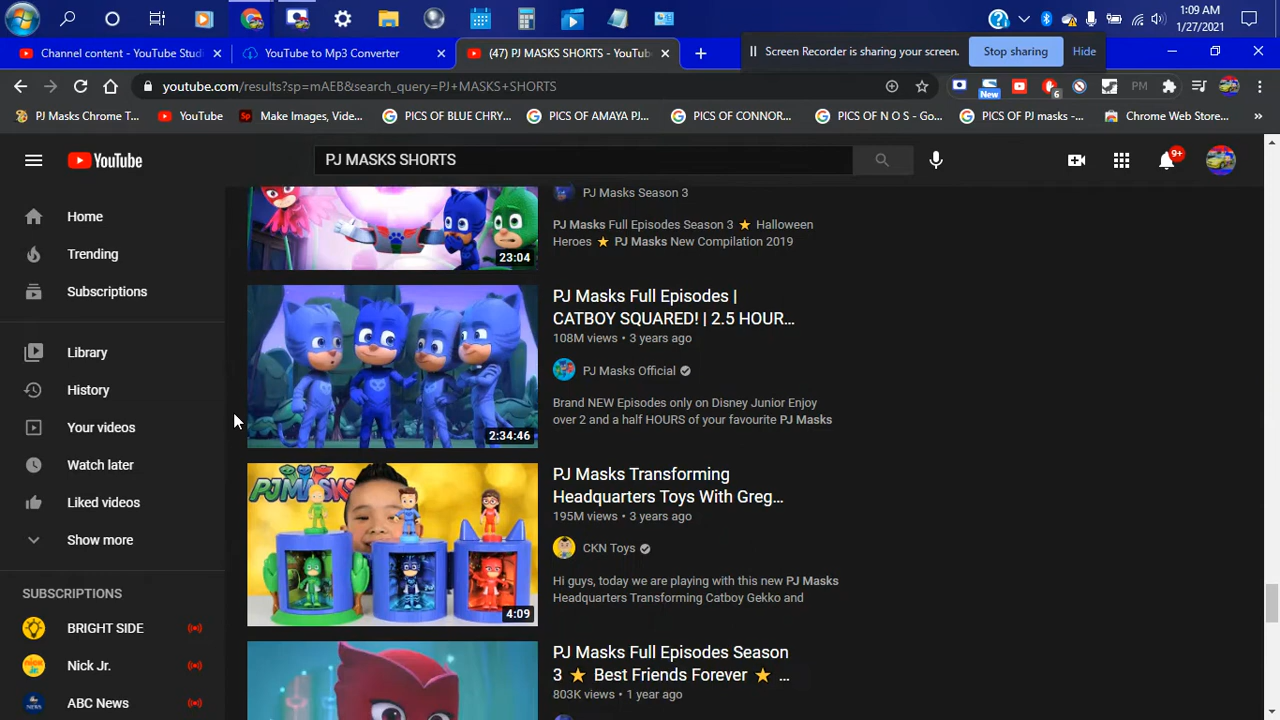 1:09 AM
1/27/2021
Channel content - YouTube Stud
YouTube to Mp3 Converter
(47) PJ MASKS SHORTS - YouTub
Screen Recorder is sharing your screen.
Stop sharing
Hide
youtube.com/results?sp=mAEB&search_query=PJ+MASKS+SHORTS
New
6
PM
PJ Masks Chrome T...
YouTube
Sp
Make Images, Vide...
PICS OF BLUE CHRY...
PICS OF AMAYA PJ...
PICS OF CONNOR...
PICS OF N O S - Go...
PICS OF PJ masks -...
Chrome Web Store...
»
YouTube
PJ MASKS SHORTS
9+
Home
Trending
Subscriptions
Library
History
Your videos
Watch later
Liked videos
Show more
SUBSCRIPTIONS
BRIGHT SIDE
Nick Jr.
ABC News
23:04
PJ Masks Season 3
PJ Masks Full Episodes Season 3 ⭐ Halloween
Heroes ⭐ PJ Masks New Compilation 2019
2:34:46
PJ Masks Full Episodes |
CATBOY SQUARED! | 2.5 HOUR...
108M views • 3 years ago
PJ Masks Official
Brand NEW Episodes only on Disney Junior Enjoy
over 2 and a half HOURS of your favourite PJ Masks
PJMASKS
4:09
PJ Masks Transforming
Headquarters Toys With Greg...
195M views • 3 years ago
CKN Toys
Hi guys, today we are playing with this new PJ Masks
Headquarters Transforming Catboy Gekko and
PJ Masks Full Episodes Season
3 ⭐ Best Friends Forever ⭐ ...
803K views • 1 year ago